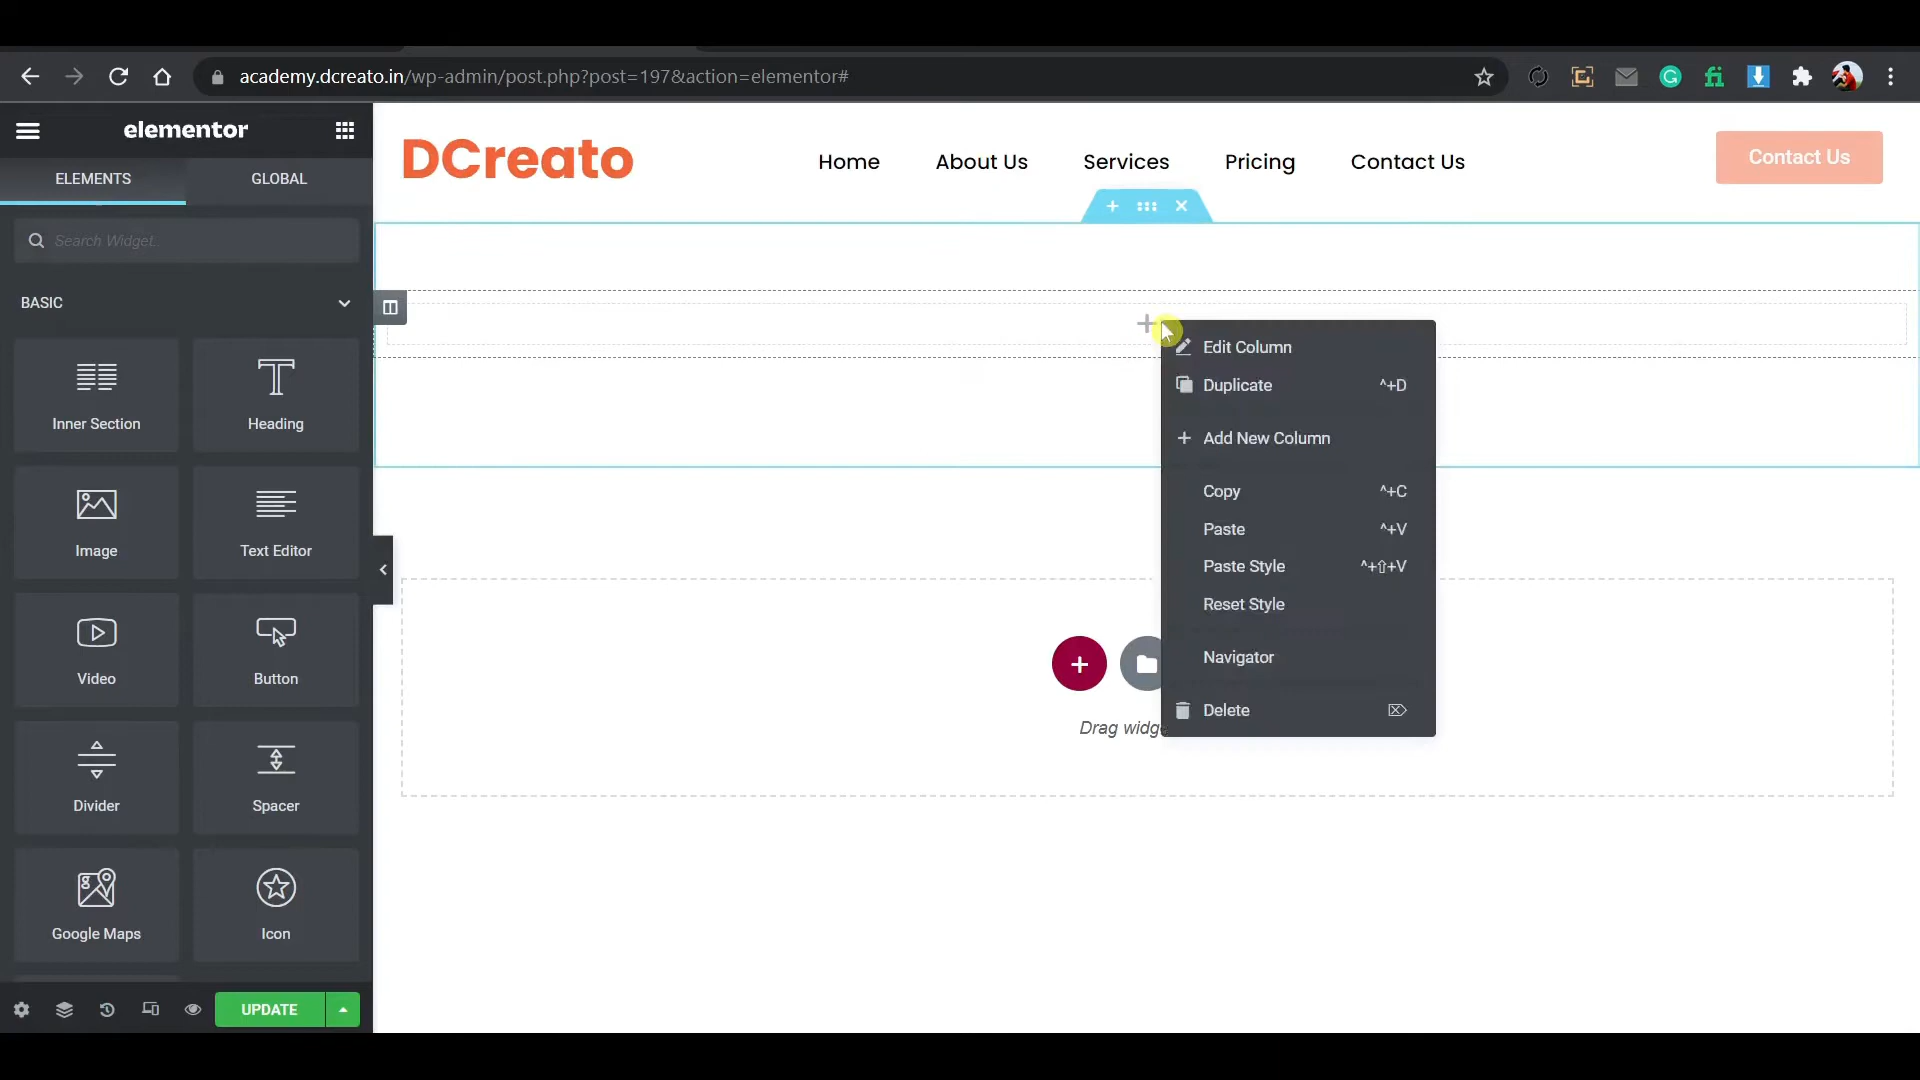 academy.dcreato.in/wp-admin/post.php?post=197&action=elementor#
elementor
ELEMENTS
GLOBAL
Search Widget...
BASIC
Inner Section
Heading
Image
Text Editor
Video
Button
Divider
Spacer
Google Maps
Icon
UPDATE
DCreato
Home
About Us
Services
Pricing
Contact Us
Contact Us
Edit Column
Duplicate ^+D
Add New Column
Copy ^+C
Paste ^+V
Paste Style ^+⇧+V
Reset Style
Navigator
Delete ⌦
Drag widg